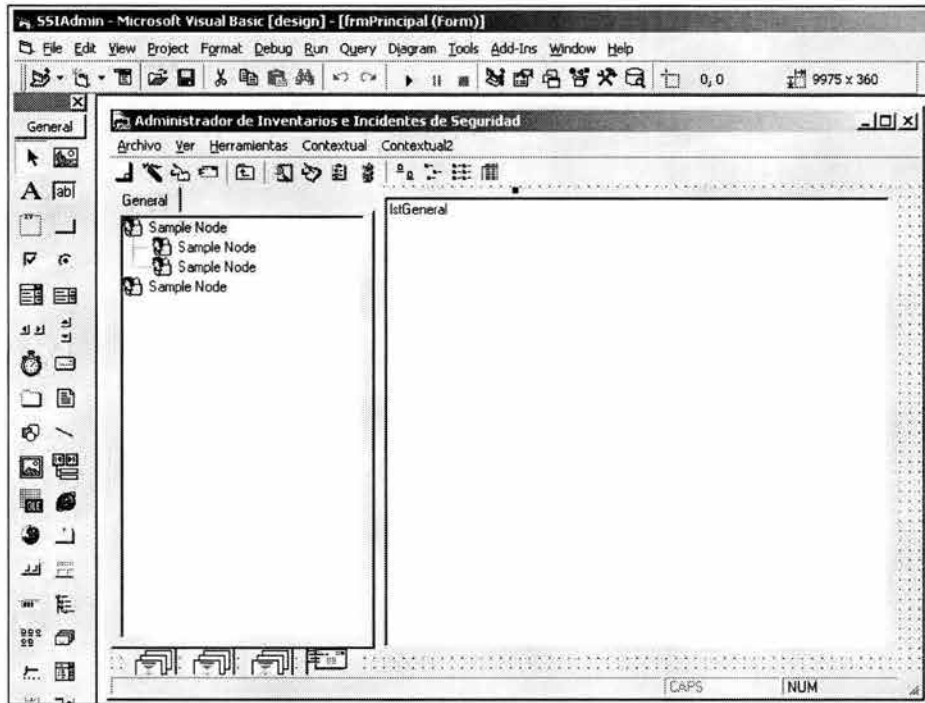 SSIAdmin - Microsoft Visual Basic [design] - [frmPrincipal (Form)]
File Edit View Project Format Debug Run Query Diagram Tools Add-Ins Window Help
0, 0 9975 x 360
General
Administrador de Inventarios e Incidentes de Seguridad
Archivo Ver Herramientas Contextual Contextual2
General
lstGeneral
Sample Node
Sample Node
Sample Node
Sample Node
A ab|
OLE
CAPS NUM